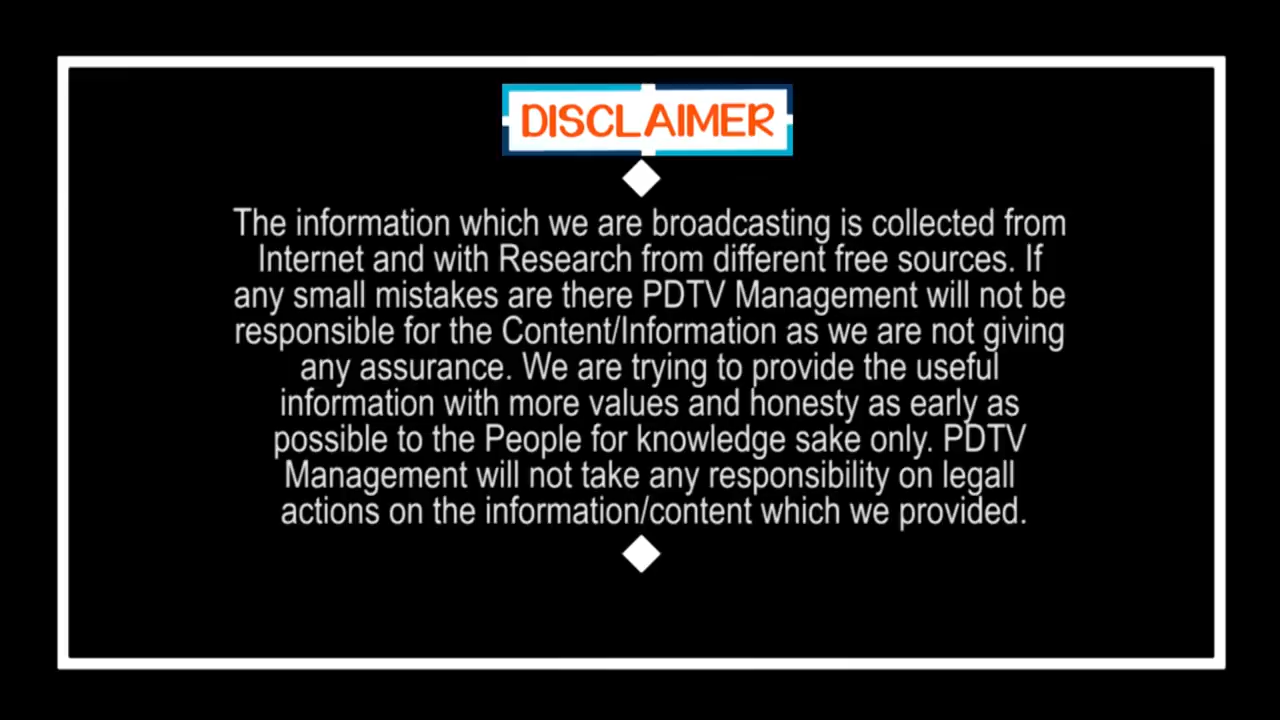 DISCLAIMER
The information which we are broadcasting is collected from
Internet and with Research from different free sources. If
any small mistakes are there PDTV Management will not be
responsible for the Content/Information as we are not giving
any assurance. We are trying to provide the useful
information with more values and honesty as early as
possible to the People for knowledge sake only. PDTV
Management will not take any responsibility on legall
actions on the information/content which we provided.